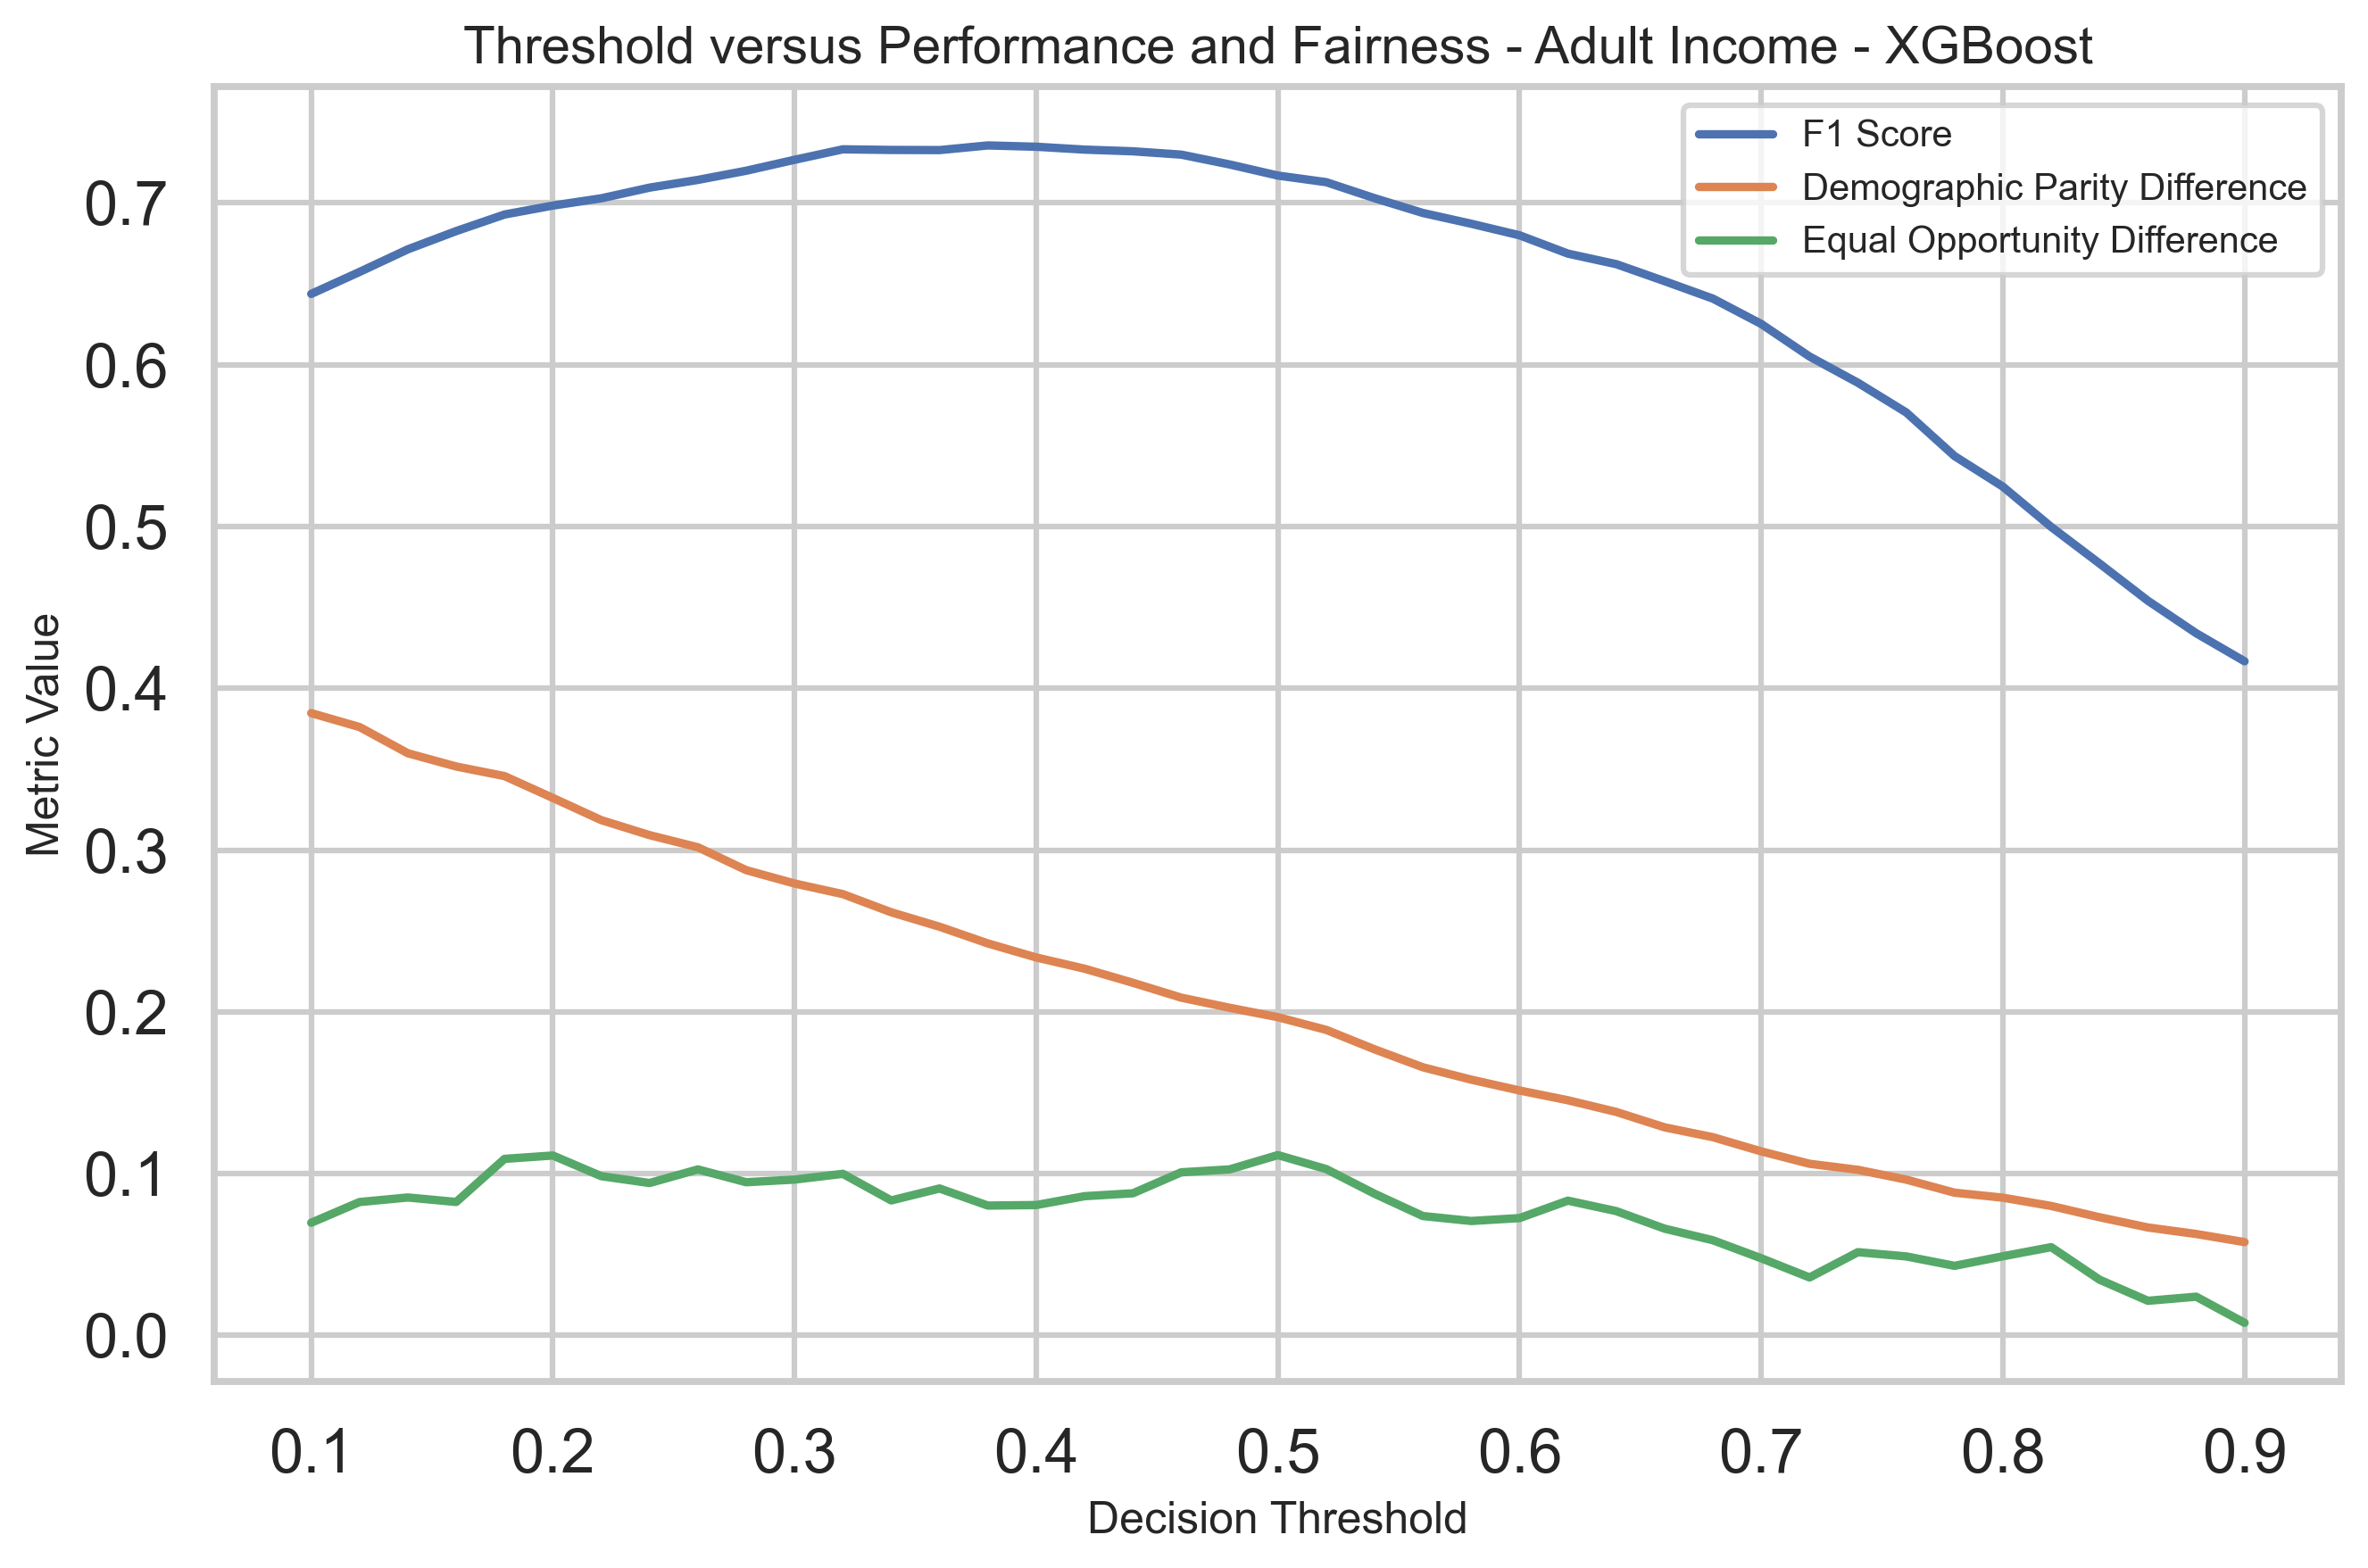 Threshold versus Performance and Fairness - Adult Income - XGBoost
F1 Score
Demographic Parity Difference
Equal Opportunity Difference
Metric Value
0.7
0.6
0.5
0.4
0.3
0.2
0.1
0.0
0.1 0.2 0.3 0.4 0.5 0.6 0.7 0.8 0.9
Decision Threshold